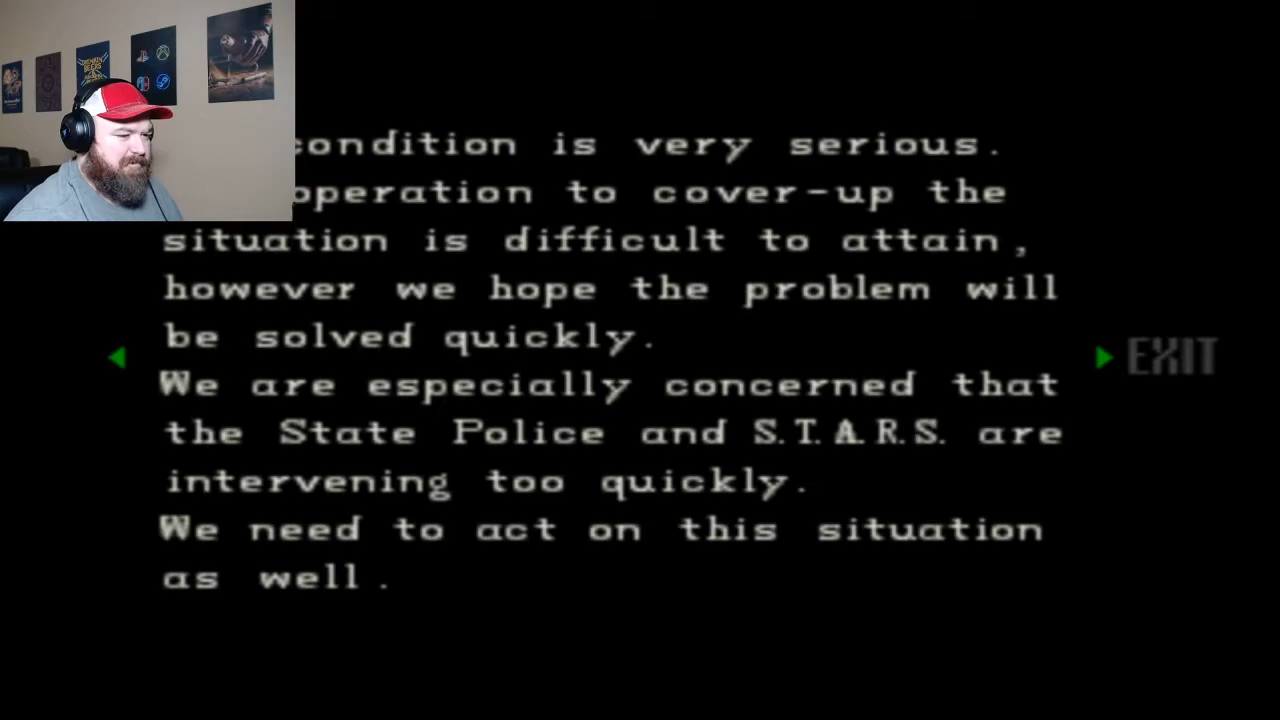 condition is very serious.
operation to cover-up the
situation is difficult to attain,
however we hope the problem will
be solved quickly.
We are especially concerned that
the State Police and S.T.A.R.S. are
intervening too quickly.
We need to act on this situation
as well.
EXIT